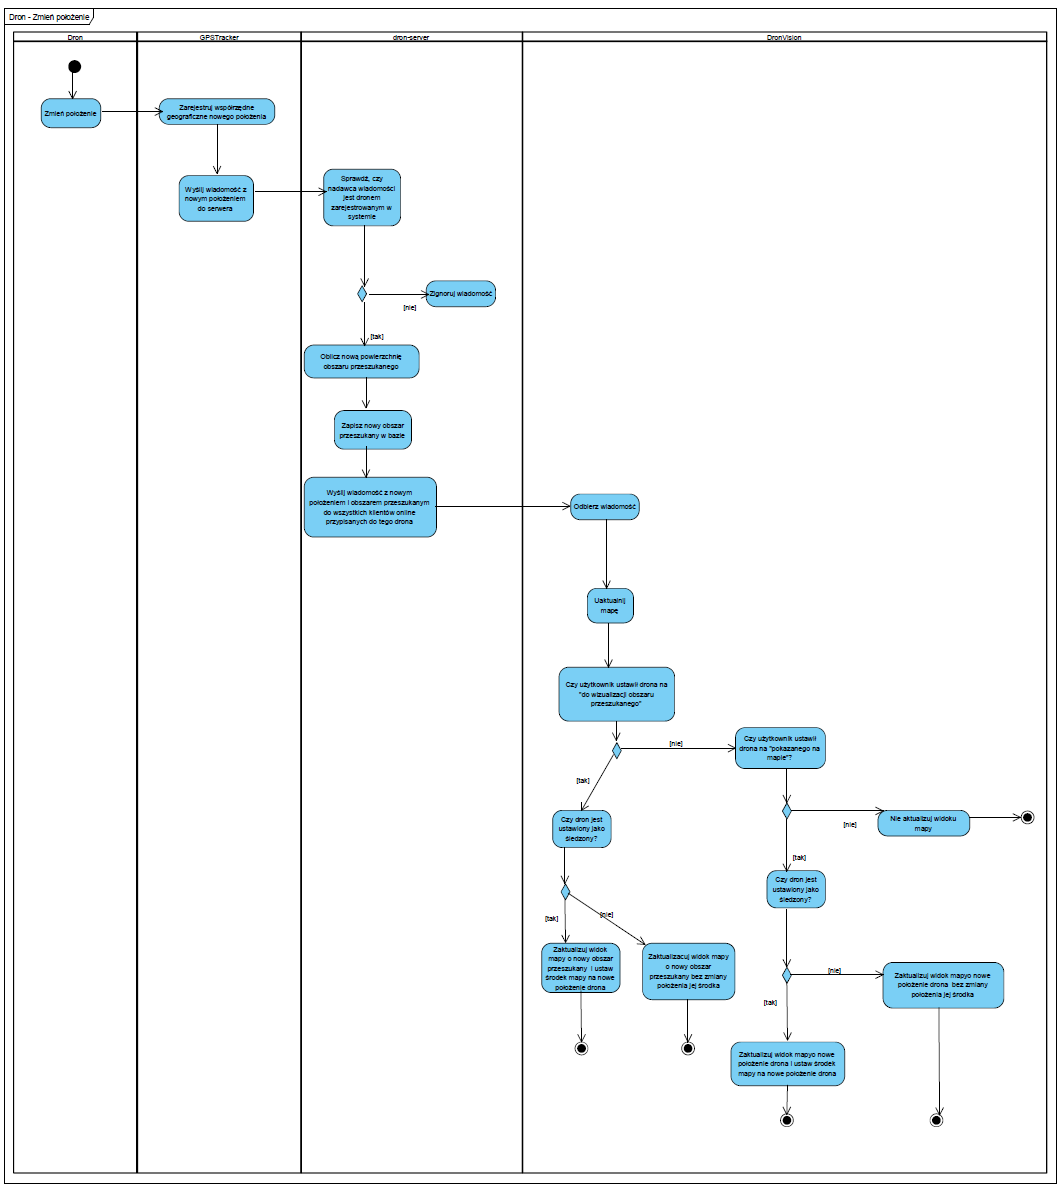 Dron - Zmień położenie
Dron
GPSTracker
dron-server
DronVision
Zmień położenie
Zarejestruj współrzędne
geograficzne nowego położenia
Wyślij wiadomość z
nowym położeniem
do serwera
Sprawdź, czy
nadawca wiadomości
jest dronem
zarejestrowanym w
systemie
Zignoruj wiadomość
[nie]
[tak]
Oblicz nową powierzchnię
obszaru przeszukanego
Zapisz nowy obszar
przeszukany w bazie
Wyślij wiadomość z nowym
położeniem i obszarem przeszukanym
do wszystkich klientów online
przypisanych do tego drona
Odbierz wiadomość
Uaktualnij
mapę
Czy użytkownik ustawił drona na
"do wizualizacji obszaru
przeszukanego"
[nie]
Czy użytkownik ustawił
drona na "pokazanego na
mapie"?
[tak]
Czy dron jest
ustawiony jako
śledzony?
[nie]
Nie aktualizuj widoku
mapy
[tak]
Czy dron jest
ustawiony jako
śledzony?
[tak]
[nie]
Zaktualizuj widok
mapy o nowy obszar
przeszukany i ustaw
środek mapy na nowe
położenie drona
Zaktualizacuj widok mapy
o nowy obszar
przeszukany bez zmiany
położenia jej środka
[nie]
Zaktualizuj widok mapyo nowe
położenie drona bez zmiany
położenia jej środka
[tak]
Zaktualizuj widok mapyo nowe
położenie drona i ustaw środek
mapy na nowe położenie drona